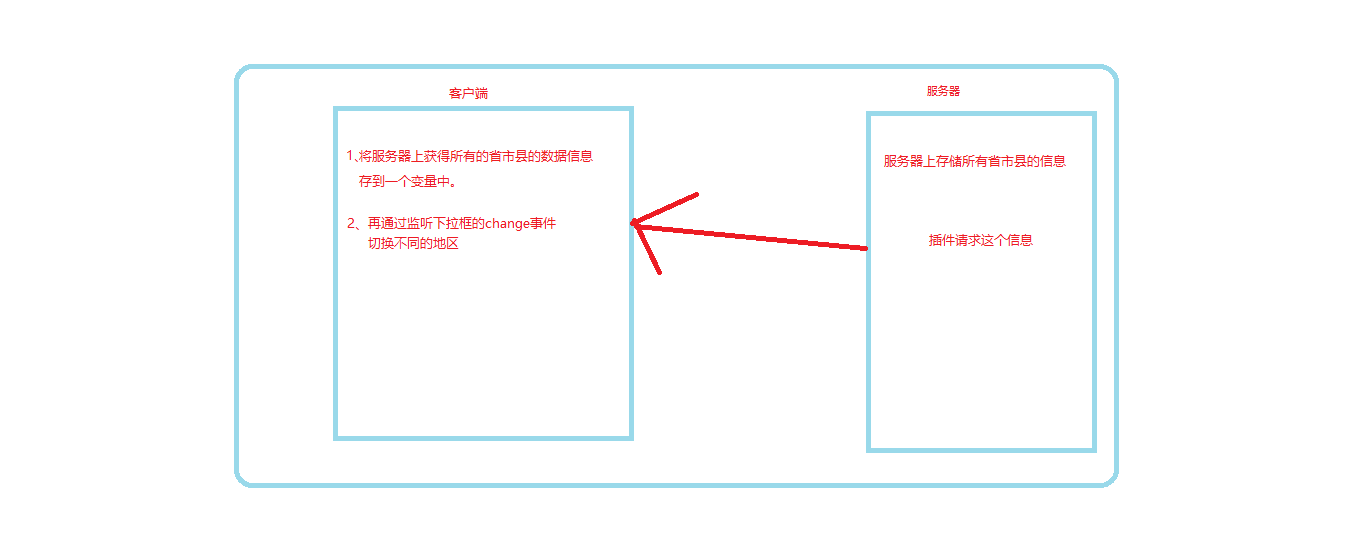 客户端
1、将服务器上获得所有的省市县的数据信息
存到一个变量中。
2、再通过监听下拉框的change事件
切换不同的地区
服务器
服务器上存储所有省市县的信息
插件请求这个信息